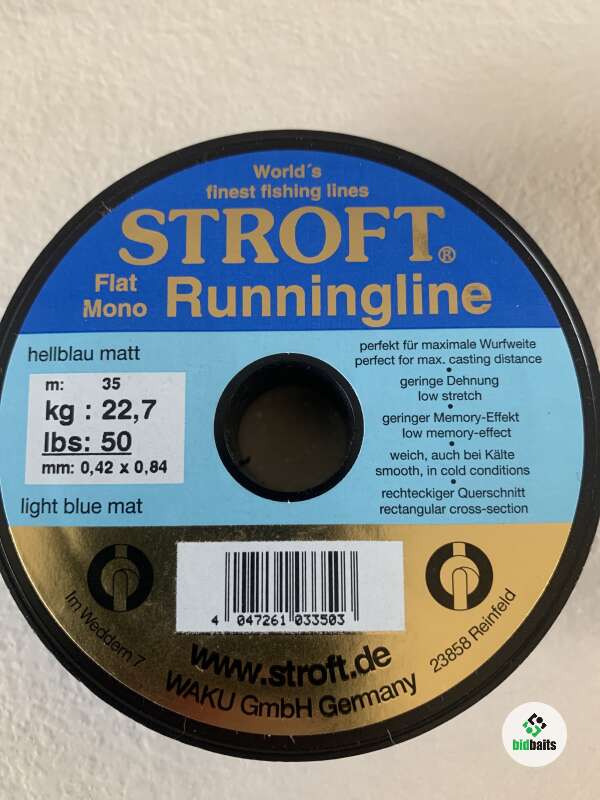 World´s
finest fishing lines
STROFT®
Flat
Mono Runningline
hellblau matt
m: 35
kg : 22,7
lbs: 50
mm: 0,42 x 0,84
light blue mat
perfekt für maximale Wurfweite
perfect for max. casting distance
•
geringe Dehnung
low stretch
•
geringer Memory-Effekt
low memory-effect
•
weich, auch bei Kälte
smooth, in cold conditions
•
rechteckiger Querschnitt
rectangular cross-section
4 047261 033503
Im Weddern 7
www.stroft.de
23858 Reinfeld
WAKU GmbH Germany
bidbaits